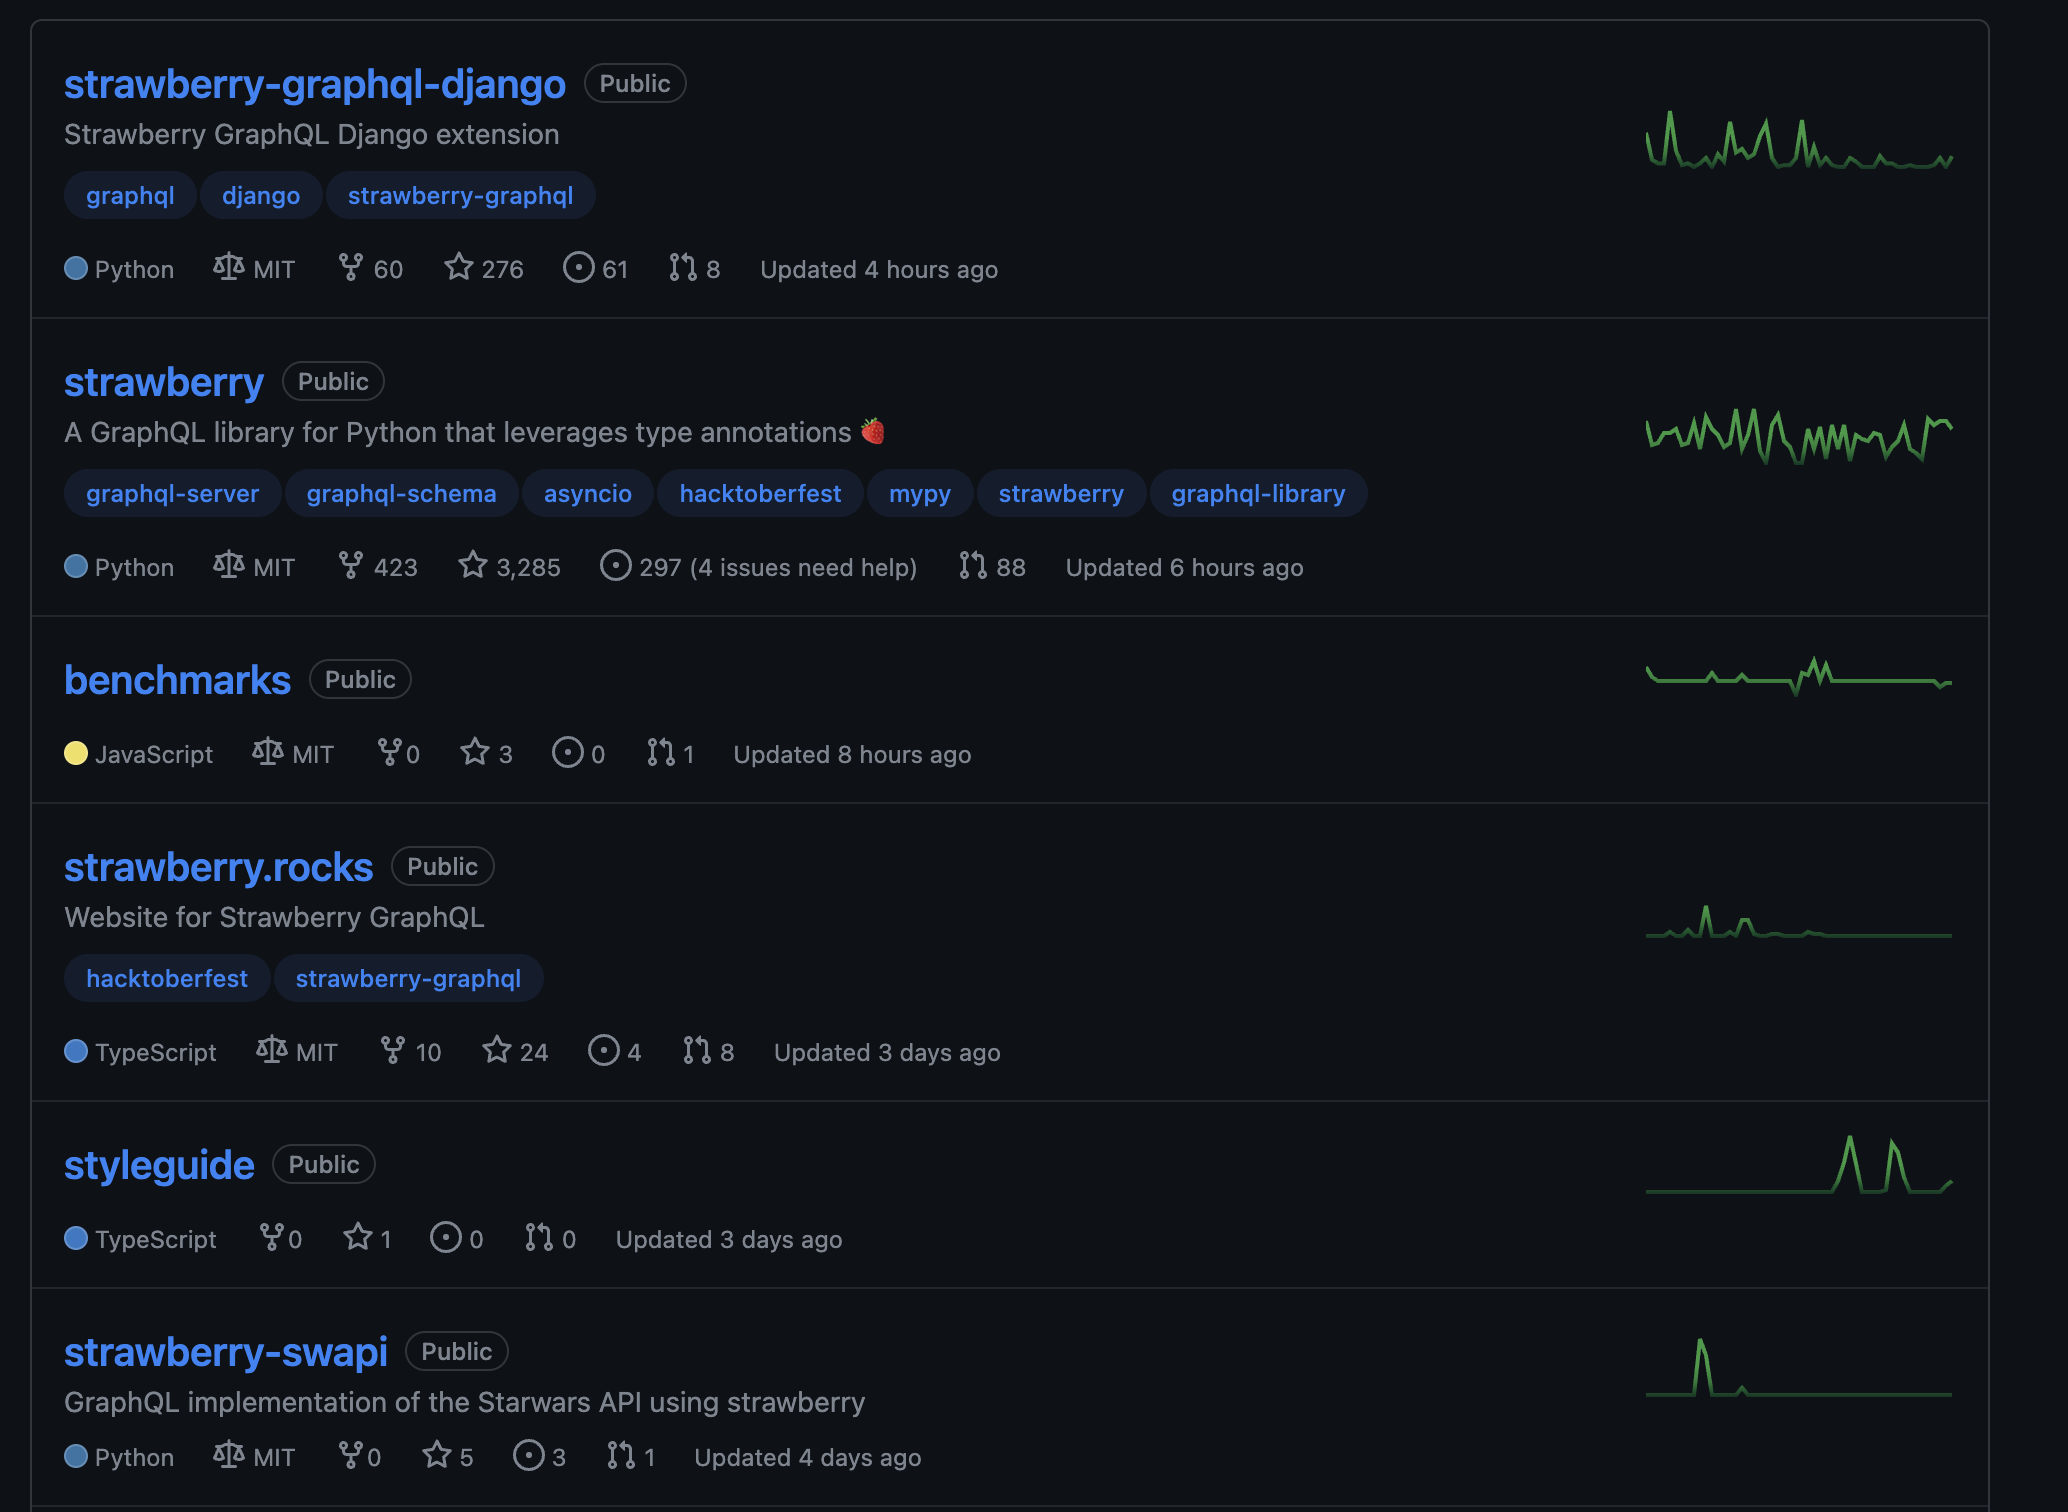 strawberry-graphql-django Public
Strawberry GraphQL Django extension
graphql django strawberry-graphql
Python MIT 60 276 61 8 Updated 4 hours ago
strawberry Public
A GraphQL library for Python that leverages type annotations 🍓
graphql-server graphql-schema asyncio hacktoberfest mypy strawberry graphql-library
Python MIT 423 3,285 297 (4 issues need help) 88 Updated 6 hours ago
benchmarks Public
JavaScript MIT 0 3 0 1 Updated 8 hours ago
strawberry.rocks Public
Website for Strawberry GraphQL
hacktoberfest strawberry-graphql
TypeScript MIT 10 24 4 8 Updated 3 days ago
styleguide Public
TypeScript 0 1 0 0 Updated 3 days ago
strawberry-swapi Public
GraphQL implementation of the Starwars API using strawberry
Python MIT 0 5 3 1 Updated 4 days ago